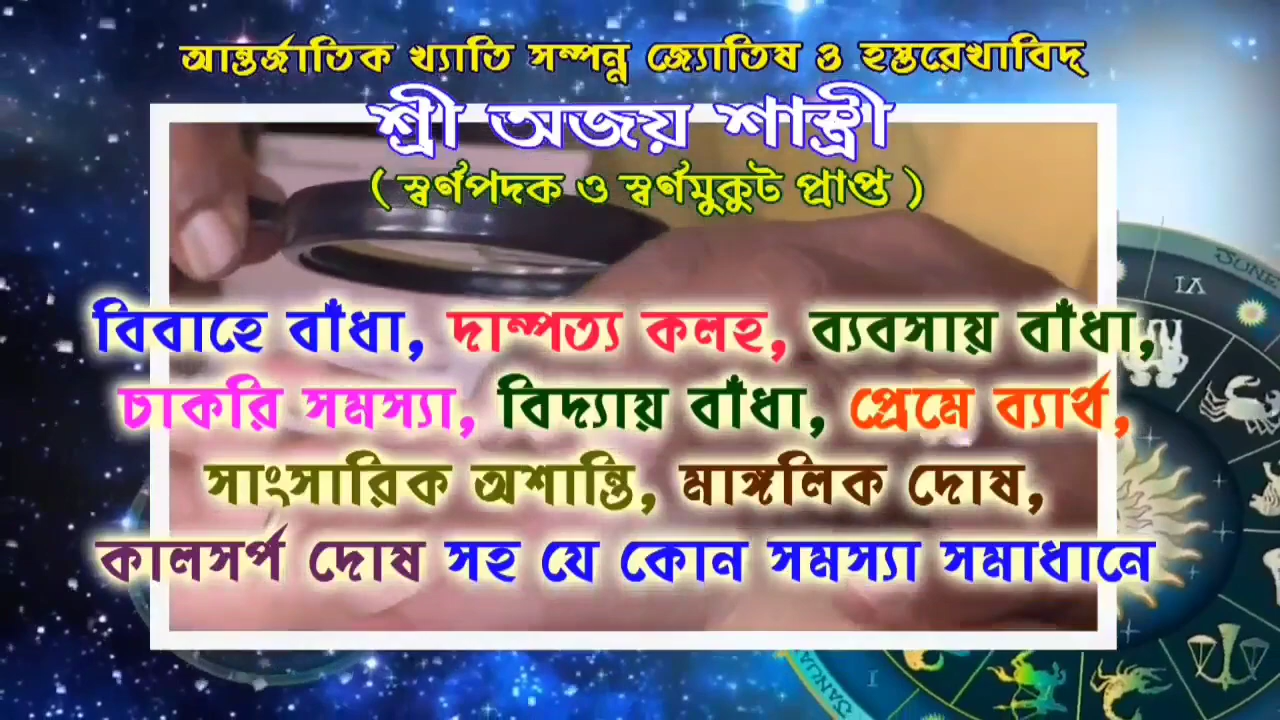 আন্তর্জাতিক খ্যাতি সম্পন্ন জ্যোতিষ ও হস্তরেখাবিদ্
শ্রী অজয় শাস্ত্রী
( স্বর্ণপদক ও স্বর্ণমুকুট প্রাপ্ত )
বিবাহে বাঁধা, দাম্পত্য কলহ, ব্যবসায় বাঁধা,
চাকরি সমস্যা, বিদ্যায় বাঁধা, প্রেমে ব্যার্থ,
সাংসারিক অশান্তি, মাঙ্গলিক দোষ,
কালসর্প দোষ সহ যে কোন সমস্যা সমাধানে